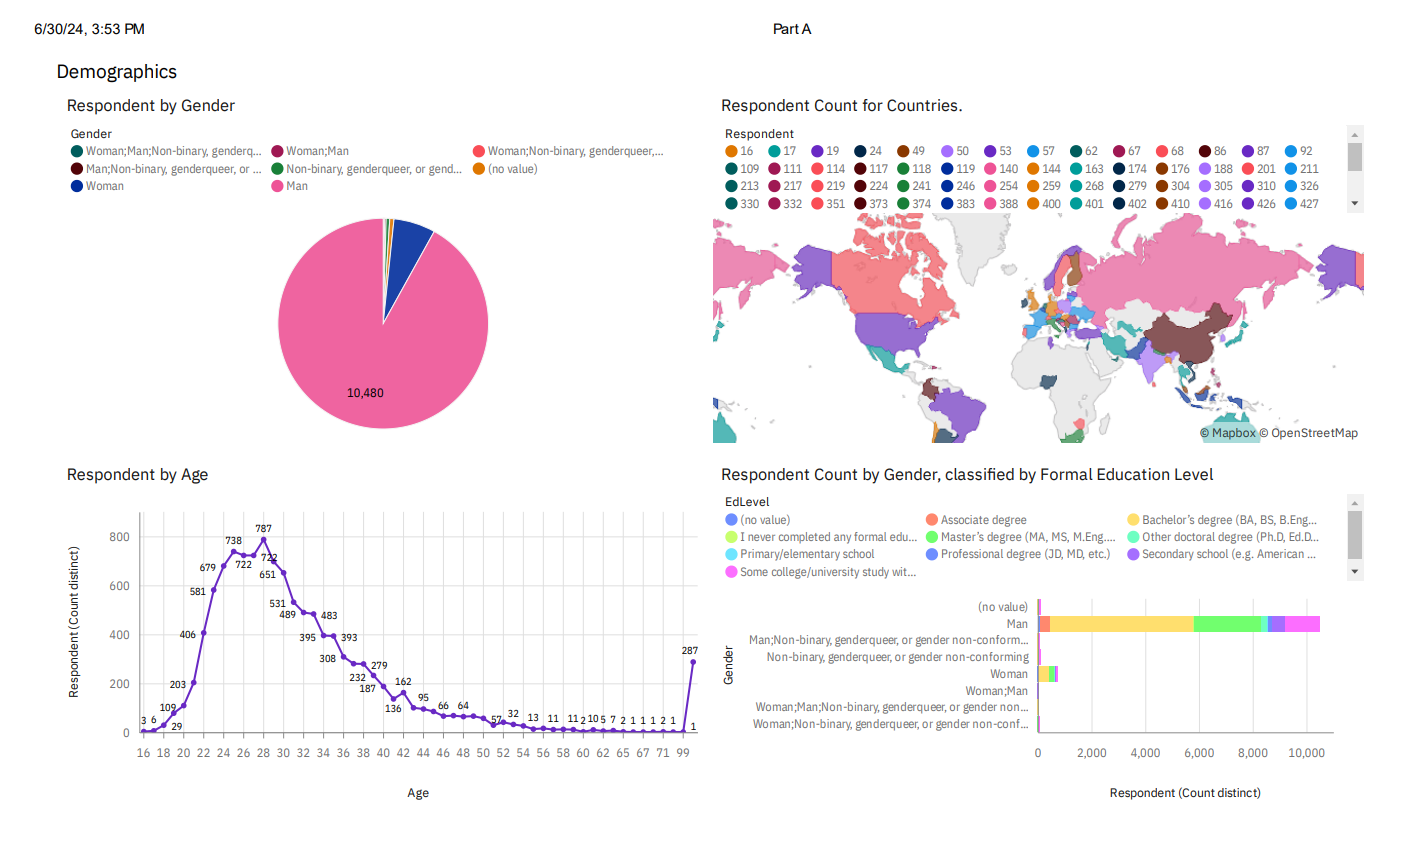 6/30/24, 3:53 PM
Part A
Demographics
Respondent by Gender
Gender
Woman;Man;Non-binary, genderq...
Woman;Man
Woman;Non-binary, genderqueer,...
Man;Non-binary, genderqueer, or ...
Non-binary, genderqueer, or gend...
(no value)
Woman
Man
10,480
Respondent Count for Countries.
Respondent
16 17 19 24 49 50 53 57 62 67 68 86 87 92
109 111 114 117 118 119 140 144 163 174 176 188 201 211
213 217 219 224 241 246 254 259 268 279 304 305 310 326
330 332 351 373 374 383 388 400 401 402 410 416 426 427
© Mapbox © OpenStreetMap
Respondent by Age
Respondent (Count distinct)
800
600
400
200
0
3 6 29 109 203 406 581 679 738 722 787 722 651 531 489 483 395 393 308 279 232 187 136 162 95 66 64 57 32 13 11 11 2 10 5 7 2 1 1 1 2 1 287 1
16 18 20 22 24 26 28 30 32 34 36 38 40 42 44 46 48 50 52 54 56 58 60 62 65 67 71 99
Age
Respondent Count by Gender, classified by Formal Education Level
EdLevel
(no value)
Associate degree
Bachelor's degree (BA, BS, B.Eng...
I never completed any formal edu...
Master's degree (MA, MS, M.Eng....
Other doctoral degree (Ph.D, Ed.D...
Primary/elementary school
Professional degree (JD, MD, etc.)
Secondary school (e.g. American ...
Some college/university study wit...
Gender
(no value)
Man
Man;Non-binary, genderqueer, or gender non-conform...
Non-binary, genderqueer, or gender non-conforming
Woman
Woman;Man
Woman;Man;Non-binary, genderqueer, or gender non...
Woman;Non-binary, genderqueer, or gender non-conf...
0 2,000 4,000 6,000 8,000 10,000
Respondent (Count distinct)